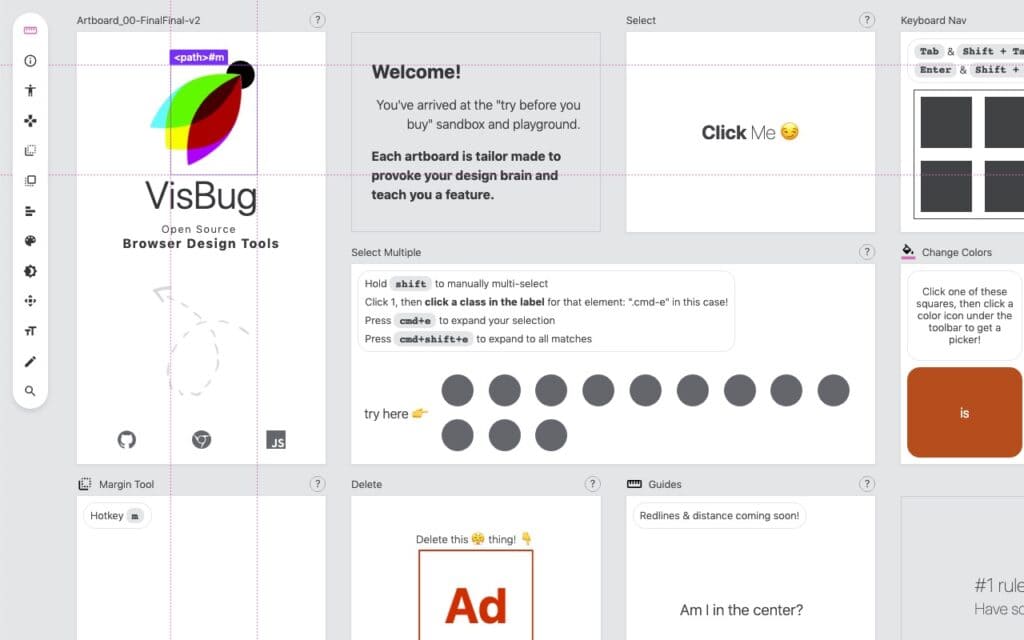 Artboard_00-FinalFinal-v2
?
<path>#m
VisBug
Open Source
Browser Design Tools
JS
Welcome!
You've arrived at the "try before you
buy" sandbox and playground.
Each artboard is tailor made to
provoke your design brain and
teach you a feature.
Select
?
Click Me 😏
Keyboard Nav
Tab & Shift + Ta
Enter & Shift +
Select Multiple
?
Hold shift to manually multi-select
Click 1, then click a class in the label for that element: ".cmd-e" in this case!
Press cmd+e to expand your selection
Press cmd+shift+e to expand to all matches
try here 👉
Change Colors
Click one of these
squares, then click a
color icon under the
toolbar to get a
picker!
is
Margin Tool
?
Hotkey m
Delete
?
Delete this 😤 thing! 👇
Ad
Guides
?
Redlines & distance coming soon!
Am I in the center?
#1 rule
Have so